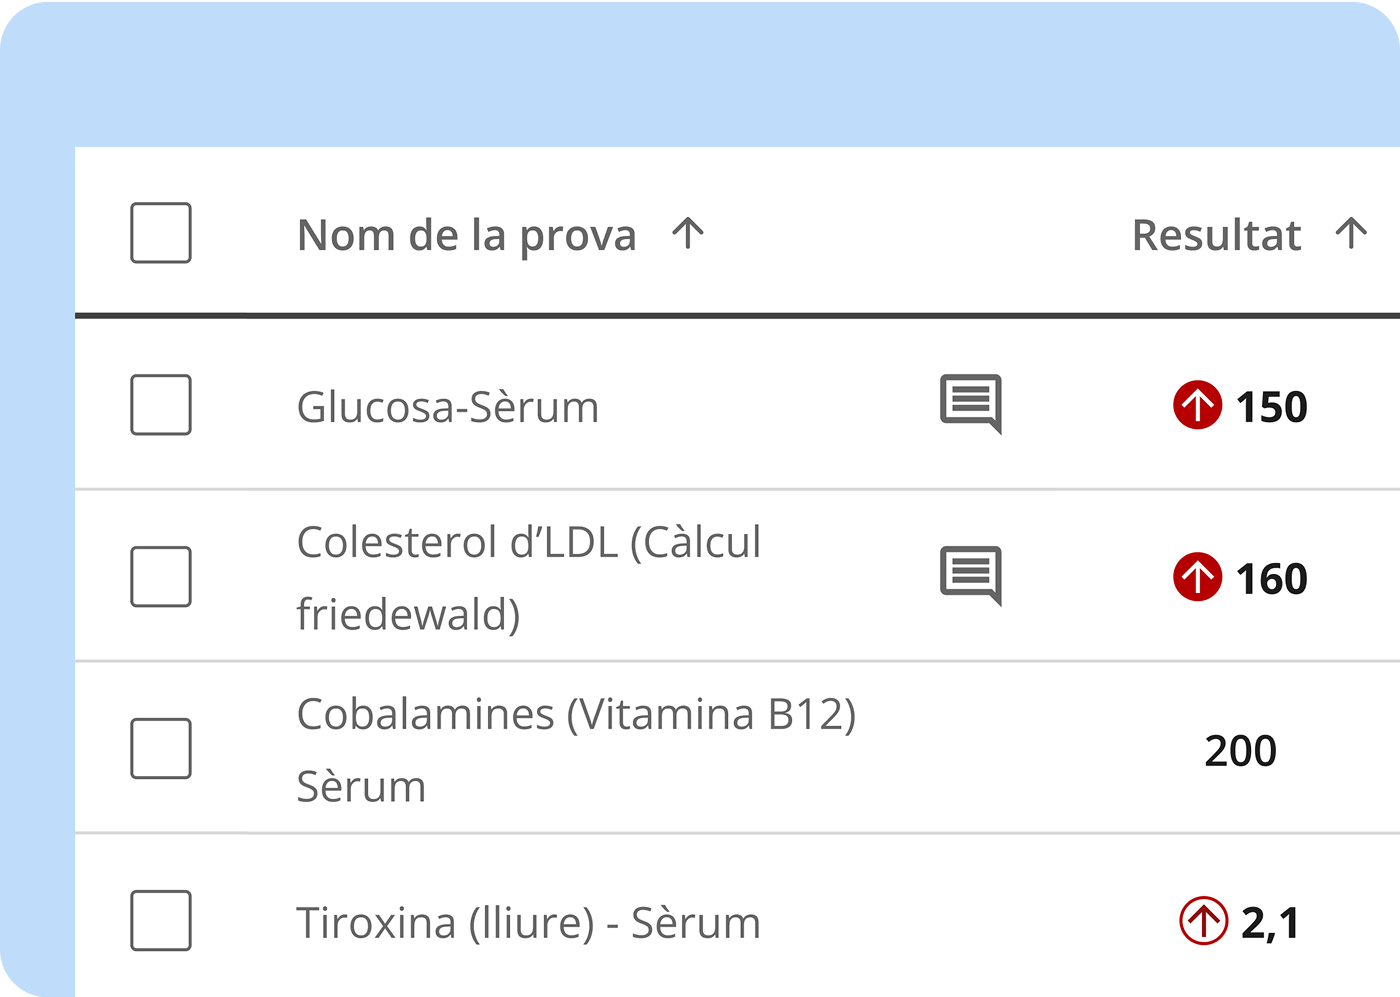 Nom de la prova Resultat
Glucosa-Sèrum 150
Colesterol d’LDL (Càlcul
friedewald) 160
Cobalamines (Vitamina B12)
Sèrum 200
Tiroxina (lliure) - Sèrum 2,1